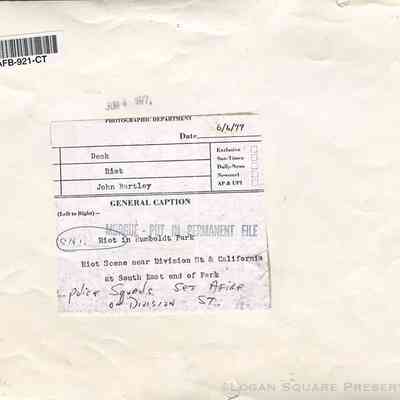 AFB-921-CT
JUN 6 1977
PHOTOGRAPHIC DEPARTMENT
Date 6/6/77
Desk
Riot
John Bartley
Exclusive
Sun-Times
Daily-News
Newscast
AP & UPI
GENERAL CAPTION
(Left to Right) —
MORGUE - PUT IN PERMANENT FILE
Riot in Humboldt Park
Riot Scene near Division St & California
at South East end of Park
Police Squads Set Afire
on Division St.
©LOGAN SQUARE PRESER